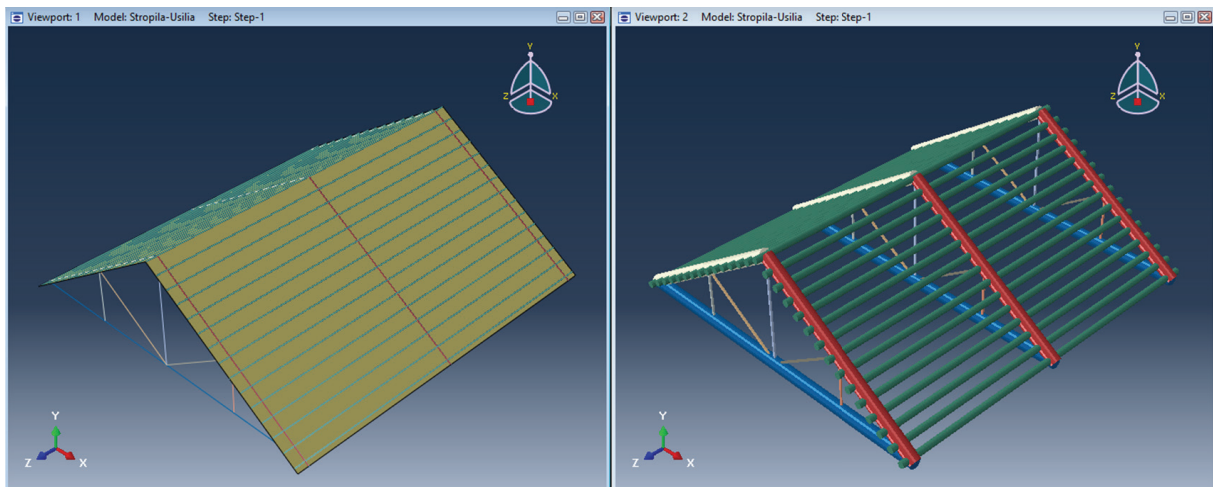 Viewport: 1 Model: Stropila-Usilia Step: Step-1
Y
Z
X
Y
Z
X
Viewport: 2 Model: Stropila-Usilia Step: Step-1
Y
Z
X
Y
Z
X